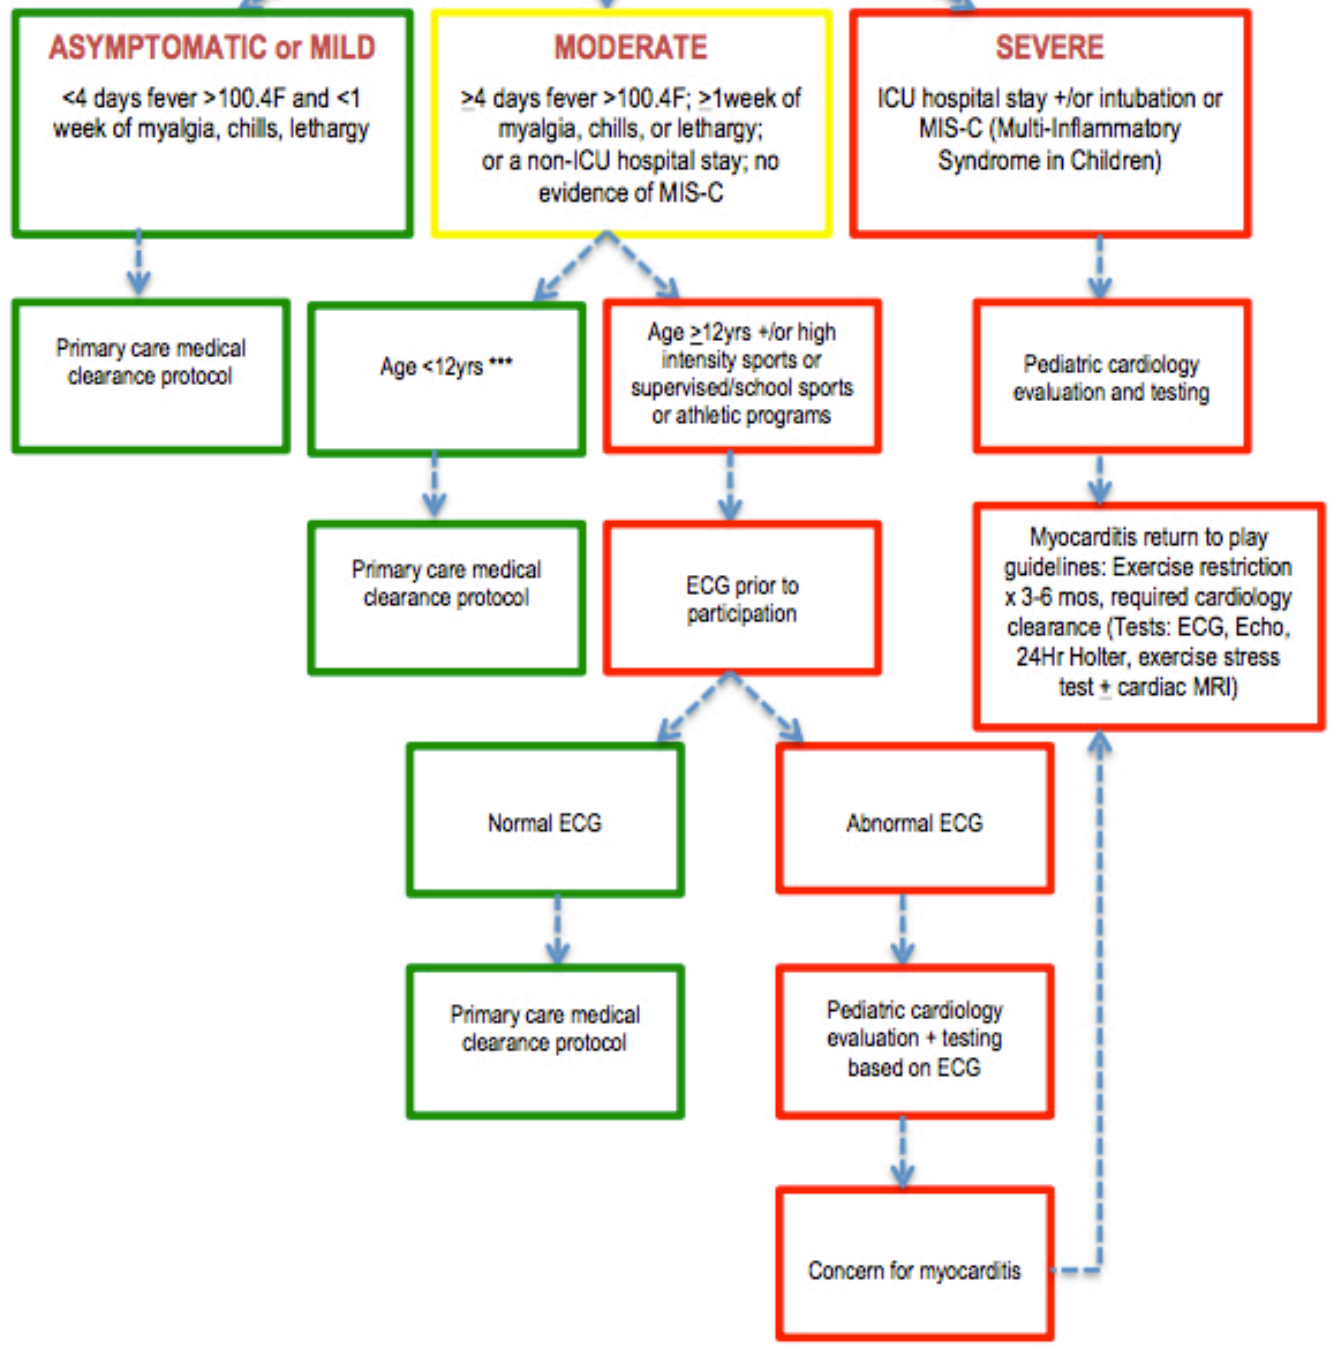 ASYMPTOMATIC or MILD
<4 days fever >100.4F and <1
week of myalgia, chills, lethargy
MODERATE
≥4 days fever >100.4F; ≥1week of
myalgia, chills, or lethargy;
or a non-ICU hospital stay; no
evidence of MIS-C
SEVERE
ICU hospital stay +/or intubation or
MIS-C (Multi-Inflammatory
Syndrome in Children)
Primary care medical
clearance protocol
Age <12yrs ***
Age ≥12yrs +/or high
intensity sports or
supervised/school sports
or athletic programs
Pediatric cardiology
evaluation and testing
Primary care medical
clearance protocol
ECG prior to
participation
Myocarditis return to play
guidelines: Exercise restriction
x 3-6 mos, required cardiology
clearance (Tests: ECG, Echo,
24Hr Holter, exercise stress
test ± cardiac MRI)
Normal ECG
Abnormal ECG
Primary care medical
clearance protocol
Pediatric cardiology
evaluation + testing
based on ECG
Concern for myocarditis